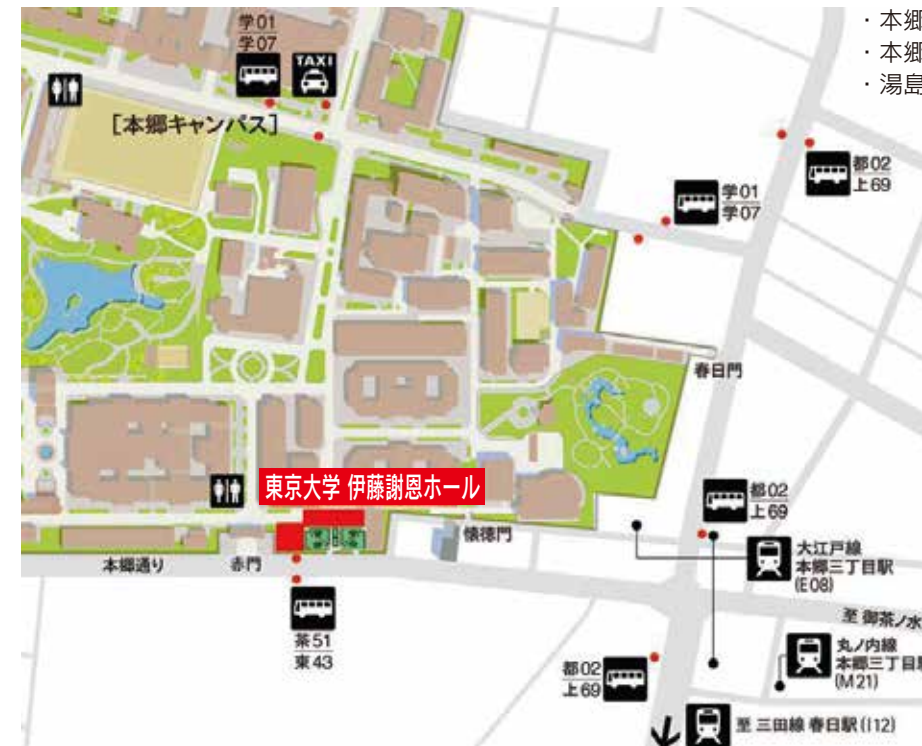 ・本郷
・本郷
・湯島
学01
学07
TAXI
[本郷キャンパス]
都02
上69
学01
学07
春日門
東京大学 伊藤謝恩ホール
都02
上69
懐徳門
大江戸線
本郷三丁目駅
(E08)
本郷通り
赤門
至 御茶ノ水
茶51
東43
丸ノ内線
本郷三丁目駅
(M21)
都02
上69
至 三田線 春日駅(I12)